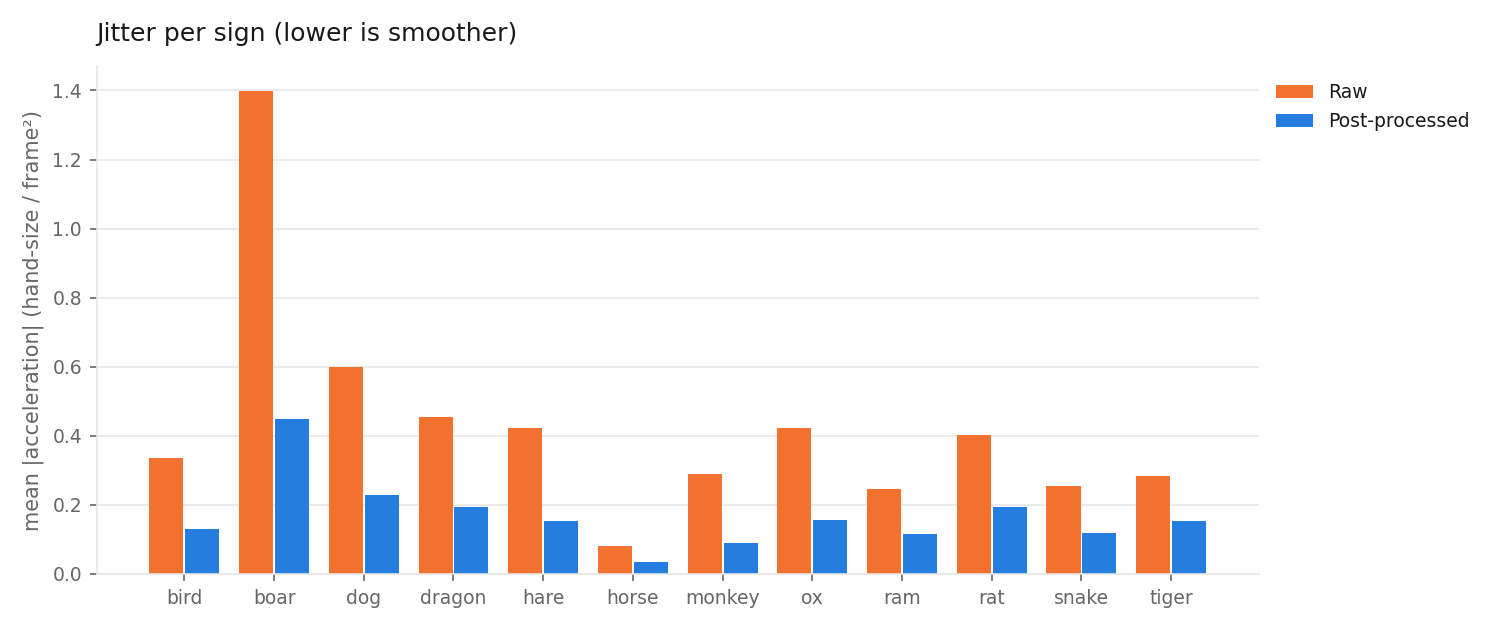 Jitter per sign (lower is smoother)
Raw
Post-processed
mean |acceleration| (hand-size / frame²)
1.4
1.2
1.0
0.8
0.6
0.4
0.2
0.0
bird boar dog dragon hare horse monkey ox ram rat snake tiger